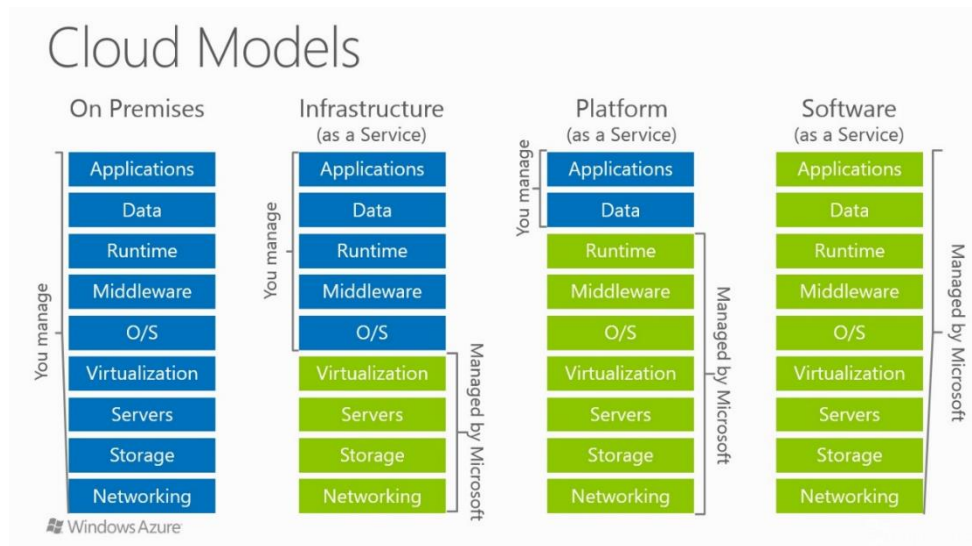 Cloud Models
On Premises
You manage
Applications
Data
Runtime
Middleware
O/S
Virtualization
Servers
Storage
Networking
Infrastructure
(as a Service)
You manage
Applications
Data
Runtime
Middleware
O/S
Virtualization
Servers
Storage
Networking
Managed by Microsoft
Platform
(as a Service)
You manage
Applications
Data
Runtime
Middleware
O/S
Virtualization
Servers
Storage
Networking
Managed by Microsoft
Software
(as a Service)
Applications
Data
Runtime
Middleware
O/S
Virtualization
Servers
Storage
Networking
Managed by Microsoft
Windows Azure